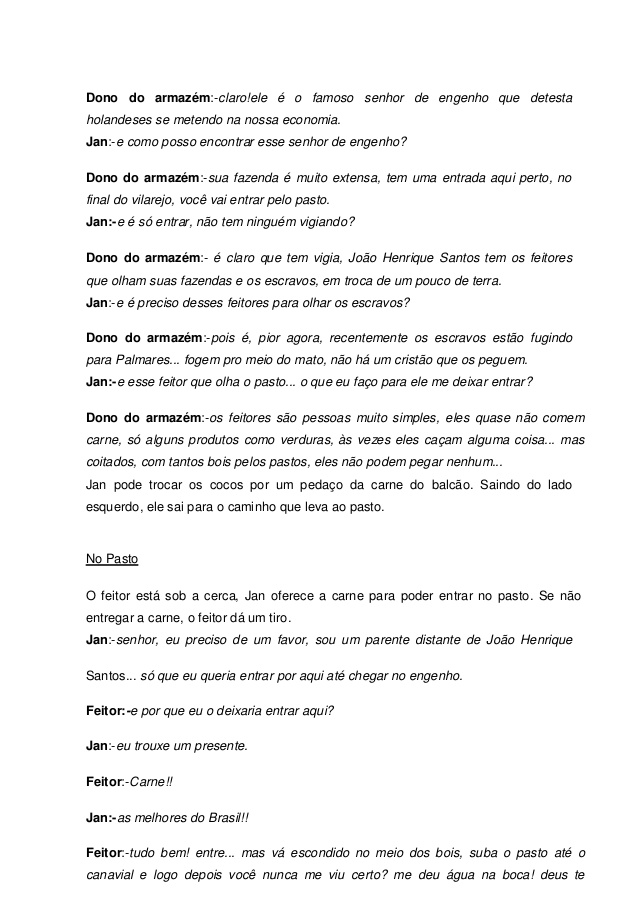 Dono do armazém:-claro!ele é o famoso senhor de engenho que detesta
holandeses se metendo na nossa economia.
Jan:-e como posso encontrar esse senhor de engenho?
Dono do armazém:-sua fazenda é muito extensa, tem uma entrada aqui perto, no
final do vilarejo, você vai entrar pelo pasto.
Jan:-e é só entrar, não tem ninguém vigiando?
Dono do armazém:- é claro que tem vigia, João Henrique Santos tem os feitores
que olham suas fazendas e os escravos, em troca de um pouco de terra.
Jan:-e é preciso desses feitores para olhar os escravos?
Dono do armazém:-pois é, pior agora, recentemente os escravos estão fugindo
para Palmares... fogem pro meio do mato, não há um cristão que os peguem.
Jan:-e esse feitor que olha o pasto... o que eu faço para ele me deixar entrar?
Dono do armazém:-os feitores são pessoas muito simples, eles quase não comem
carne, só alguns produtos como verduras, às vezes eles caçam alguma coisa... mas
coitados, com tantos bois pelos pastos, eles não podem pegar nenhum...
Jan pode trocar os cocos por um pedaço da carne do balcão. Saindo do lado
esquerdo, ele sai para o caminho que leva ao pasto.
No Pasto
O feitor está sob a cerca, Jan oferece a carne para poder entrar no pasto. Se não
entregar a carne, o feitor dá um tiro.
Jan:-senhor, eu preciso de um favor, sou um parente distante de João Henrique
Santos... só que eu queria entrar por aqui até chegar no engenho.
Feitor:-e por que eu o deixaria entrar aqui?
Jan:-eu trouxe um presente.
Feitor:-Carne!!
Jan:-as melhores do Brasil!!
Feitor:-tudo bem! entre... mas vá escondido no meio dos bois, suba o pasto até o
canavial e logo depois você nunca me viu certo? me deu água na boca! deus te